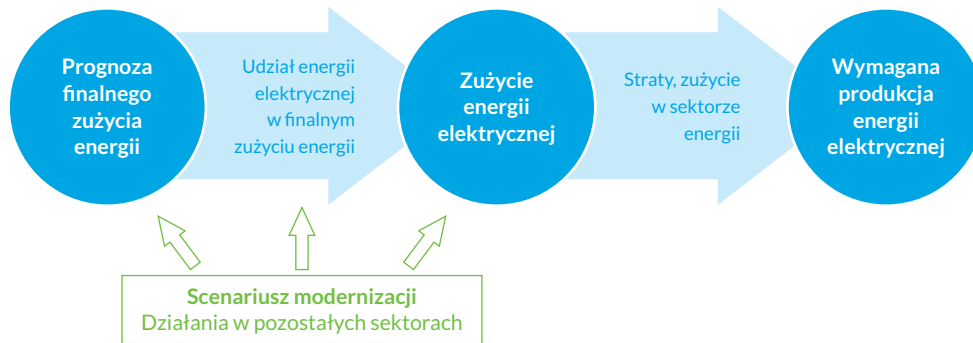 Prognoza
finalnego
zużycia
energii
Udział energii
elektrycznej
w finalnym
zużyciu energii
Zużycie
energii
elektrycznej
Straty, zużycie
w sektorze
energii
Wymagana
produkcja
energii
elektrycznej
Scenariusz modernizacji
Działania w pozostałych sektorach